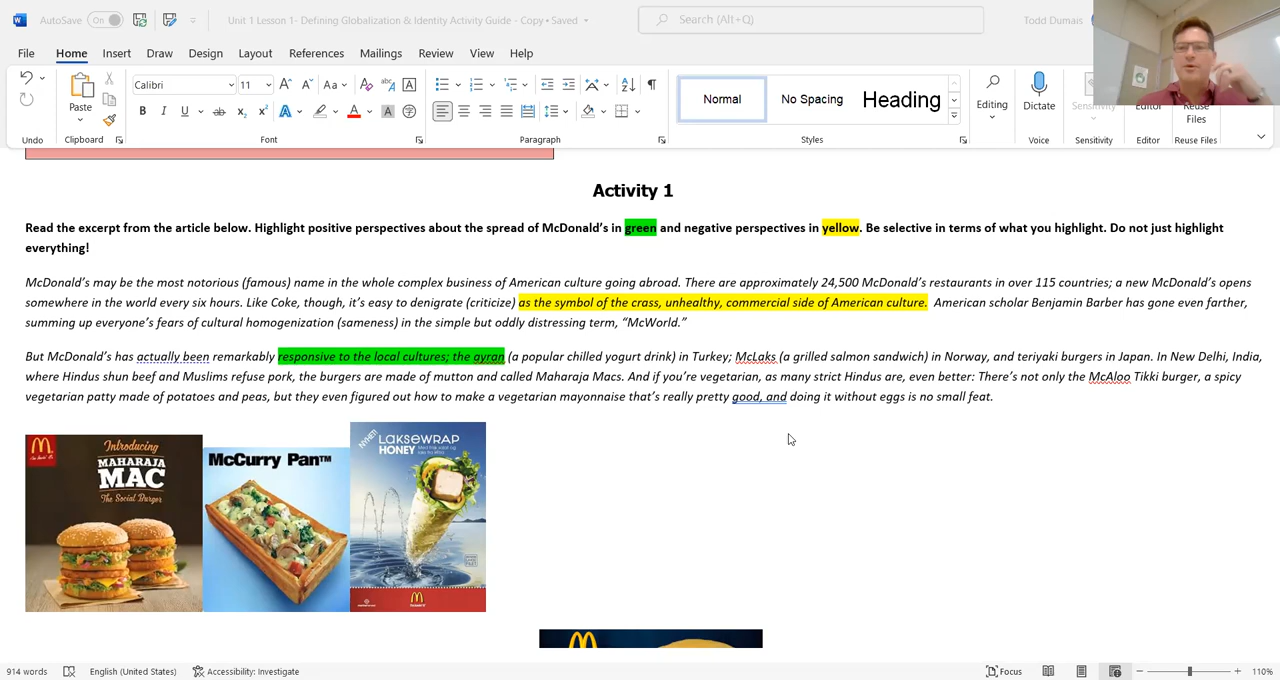 AutoSave On Unit 1 Lesson 1- Defining Globalization & Identity Activity Guide - Copy • Saved Search (Alt+Q) Todd Dumais
File Home Insert Draw Design Layout References Mailings Review View Help
Calibri 11 Aa Normal No Spacing Heading
Paste Editing Dictate Sensitivity Editor Reuse Files
Undo Clipboard Font Paragraph Styles Voice Sensitivity Editor Reuse Files
Activity 1
Read the excerpt from the article below. Highlight positive perspectives about the spread of McDonald's in green and negative perspectives in yellow. Be selective in terms of what you highlight. Do not just highlight
everything!
McDonald's may be the most notorious (famous) name in the whole complex business of American culture going abroad. There are approximately 24,500 McDonald's restaurants in over 115 countries; a new McDonald's opens
somewhere in the world every six hours. Like Coke, though, it's easy to denigrate (criticize) as the symbol of the crass, unhealthy, commercial side of American culture. American scholar Benjamin Barber has gone even farther,
summing up everyone's fears of cultural homogenization (sameness) in the simple but oddly distressing term, "McWorld."
But McDonald's has actually been remarkably responsive to the local cultures; the ayran (a popular chilled yogurt drink) in Turkey; McLaks (a grilled salmon sandwich) in Norway, and teriyaki burgers in Japan. In New Delhi, India,
where Hindus shun beef and Muslims refuse pork, the burgers are made of mutton and called Maharaja Macs. And if you're vegetarian, as many strict Hindus are, even better: There's not only the McAloo Tikki burger, a spicy
vegetarian patty made of potatoes and peas, but they even figured out how to make a vegetarian mayonnaise that's really pretty good, and doing it without eggs is no small feat.
Introducing
MAHARAJA
MAC
The Social Burger
McCurry Pan™
NYHET!
LAKSEWRAP
HONEY
914 words English (United States) Accessibility: Investigate Focus 110%